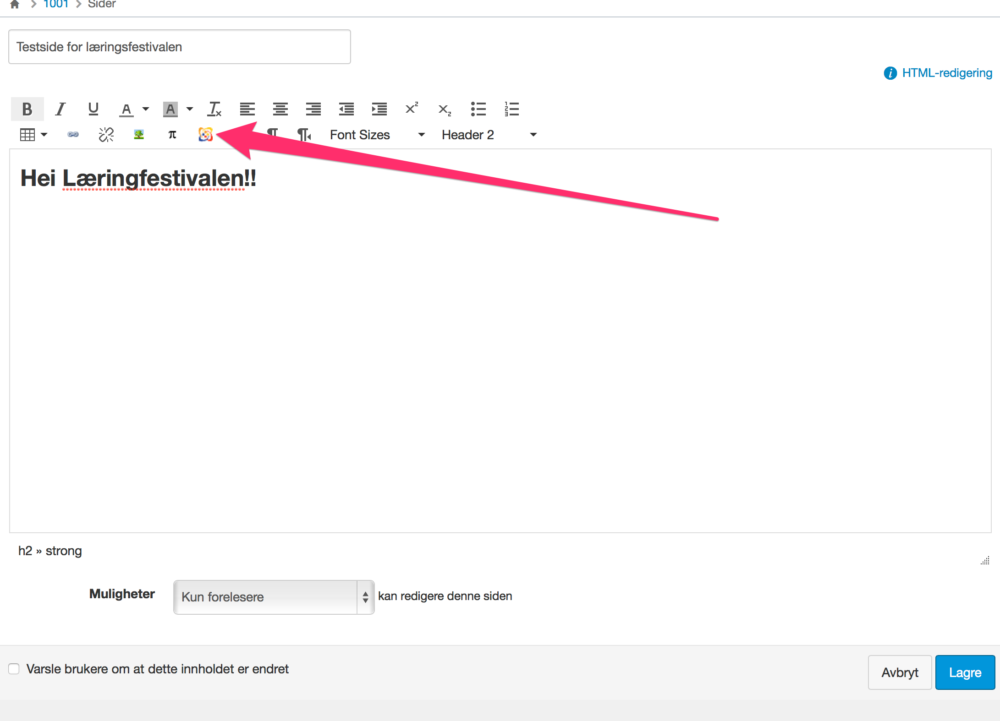 1001 > Sider
Testside for læringsfestivalen
HTML-redigering
Font Sizes Header 2
Hei Læringfestivalen!!
h2 » strong
Muligheter Kun forelesere kan redigere denne siden
Varsle brukere om at dette innholdet er endret
Avbryt Lagre